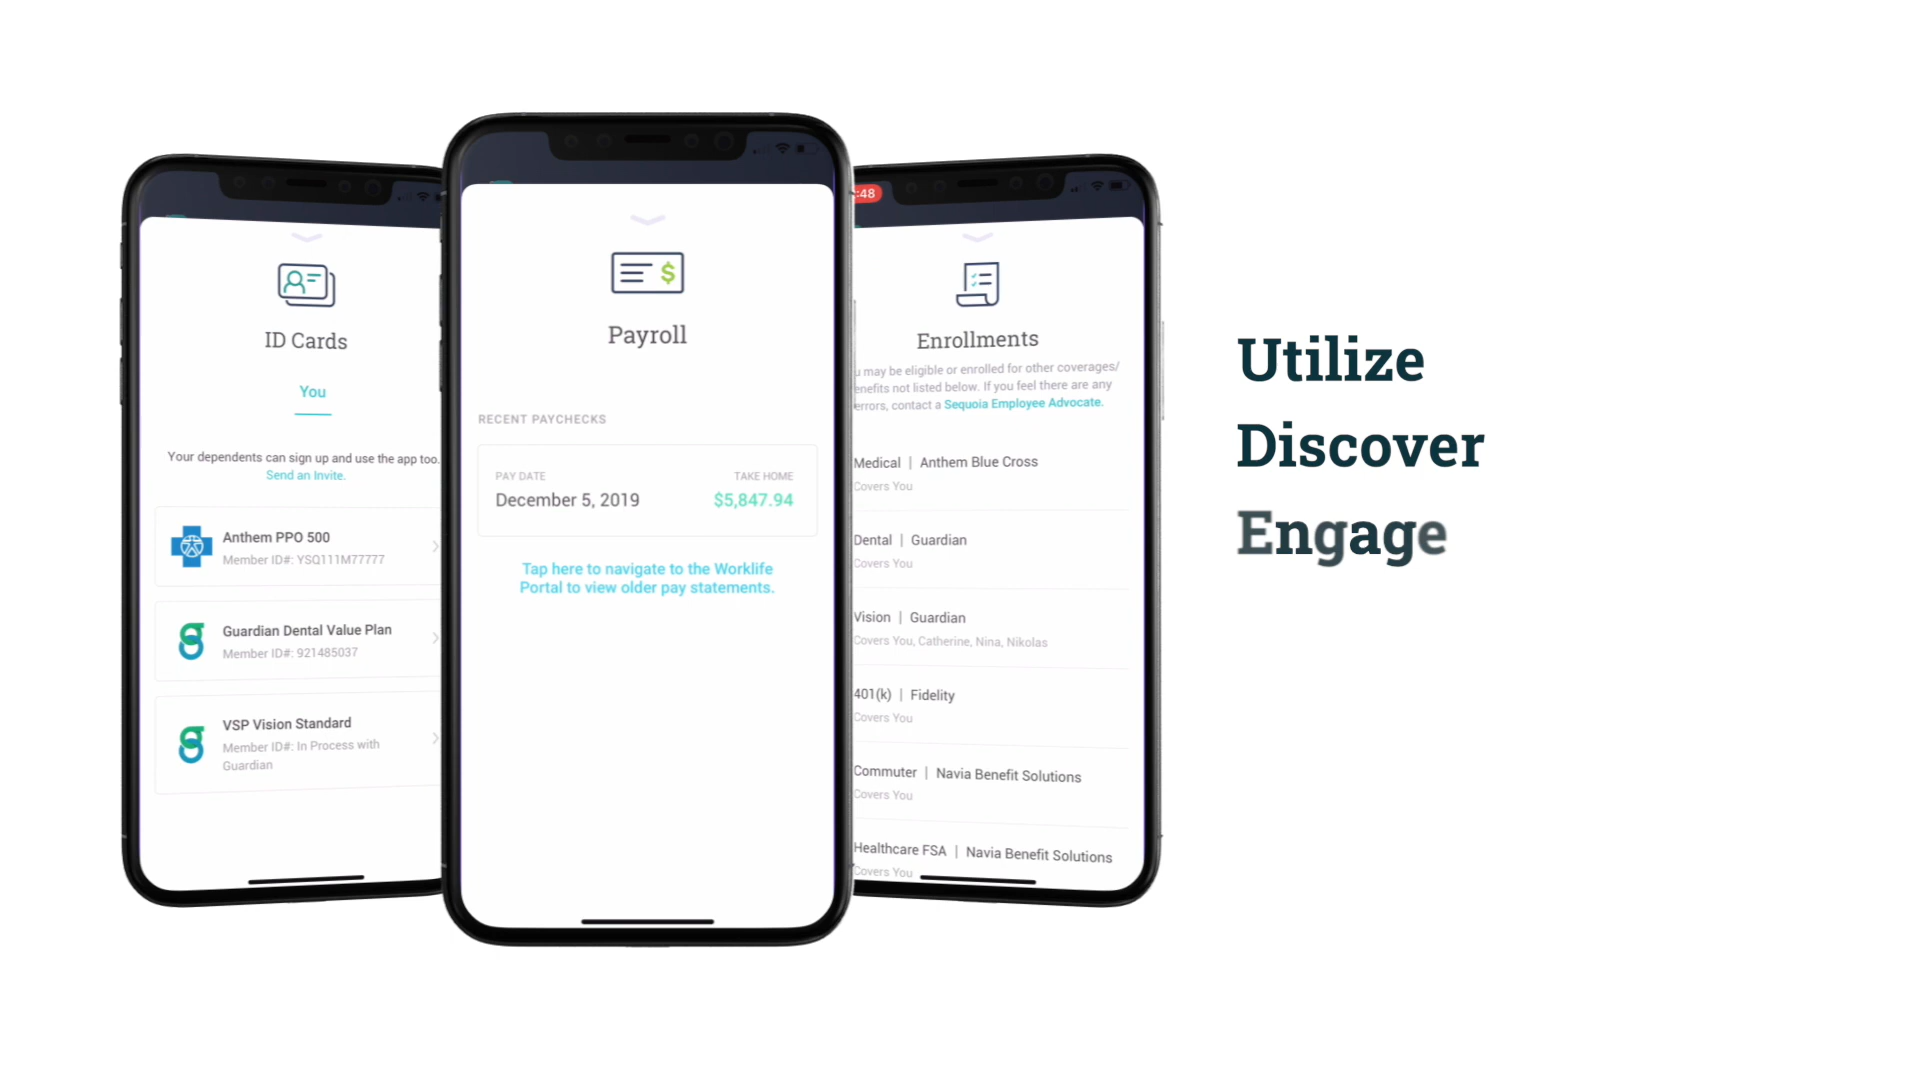 ID Cards
You
Your dependents can sign up and use the app too.
Send an Invite.
Anthem PPO 500
Member ID#: YSQ111M77777
Guardian Dental Value Plan
Member ID#: 921485037
VSP Vision Standard
Member ID#: In Process with
Guardian
Payroll
RECENT PAYCHECKS
PAY DATE
TAKE HOME
December 5, 2019
$5,847.94
Tap here to navigate to the Worklife
Portal to view older pay statements.
:48
Enrollments
u may be eligible or enrolled for other coverages/
enefits not listed below. If you feel there are any
errors, contact a Sequoia Employee Advocate.
Medical | Anthem Blue Cross
Covers You
Dental | Guardian
Covers You
Vision | Guardian
Covers You, Catherine, Nina, Nikolas
401(k) | Fidelity
Covers You
Commuter | Navia Benefit Solutions
Covers You
Healthcare FSA | Navia Benefit Solutions
Covers You
Utilize
Discover
Engage